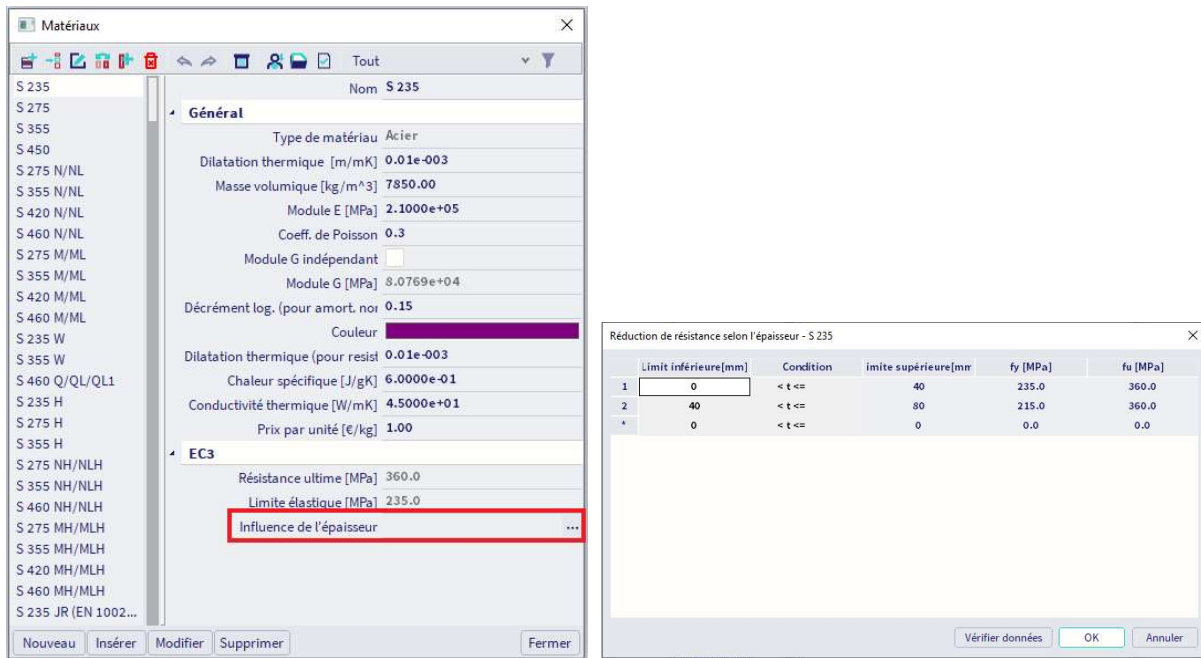 Matériaux
Tout
S 235
S 275
S 355
S 450
S 275 N/NL
S 355 N/NL
S 420 N/NL
S 460 N/NL
S 275 M/ML
S 355 M/ML
S 420 M/ML
S 460 M/ML
S 235 W
S 355 W
S 460 Q/QL/QL1
S 235 H
S 275 H
S 355 H
S 275 NH/NLH
S 355 NH/NLH
S 460 NH/NLH
S 275 MH/MLH
S 355 MH/MLH
S 420 MH/MLH
S 460 MH/MLH
S 235 JR (EN 1002...
Nom S 235
Général
Type de matériau Acier
Dilatation thermique [m/mK] 0.01e-003
Masse volumique [kg/m^3] 7850.00
Module E [MPa] 2.1000e+05
Coeff. de Poisson 0.3
Module G indépendant
Module G [MPa] 8.0769e+04
Décrément log. (pour amort. nor 0.15
Couleur
Dilatation thermique (pour resist 0.01e-003
Chaleur spécifique [J/gK] 6.0000e-01
Conductivité thermique [W/mK] 4.5000e+01
Prix par unité [€/kg] 1.00
EC3
Résistance ultime [MPa] 360.0
Limite élastique [MPa] 235.0
Influence de l'épaisseur ...
Nouveau Insérer Modifier Supprimer Fermer
Réduction de résistance selon l'épaisseur - S 235
Limit inférieure[mm] Condition imite supérieure[mr fy [MPa] fu [MPa]
1 0 < t <= 40 235.0 360.0
2 40 < t <= 80 215.0 360.0
* 0 < t <= 0 0.0 0.0
Vérifier données OK Annuler